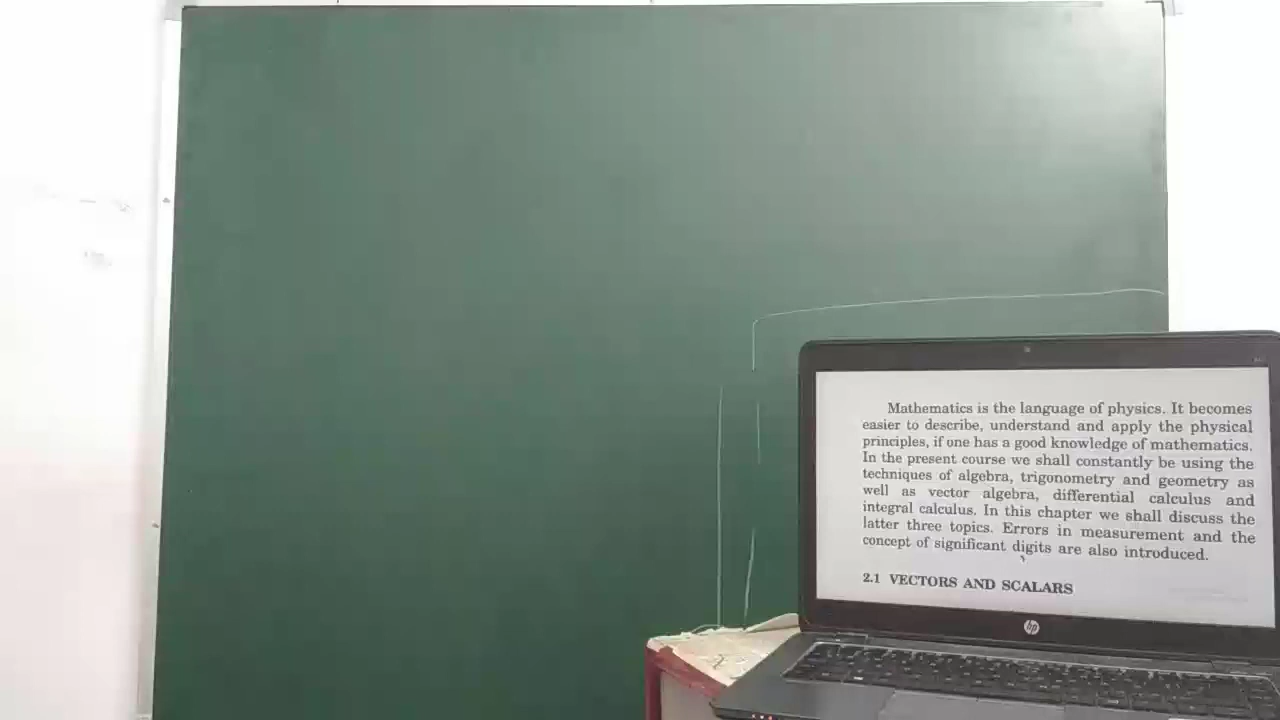 Mathematics is the language of physics. It becomes
easier to describe, understand and apply the physical
principles, if one has a good knowledge of mathematics.
In the present course we shall constantly be using the
techniques of algebra, trigonometry and geometry as
well as vector algebra, differential calculus and
integral calculus. In this chapter we shall discuss the
latter three topics. Errors in measurement and the
concept of significant digits are also introduced.
2.1 VECTORS AND SCALARS
hp